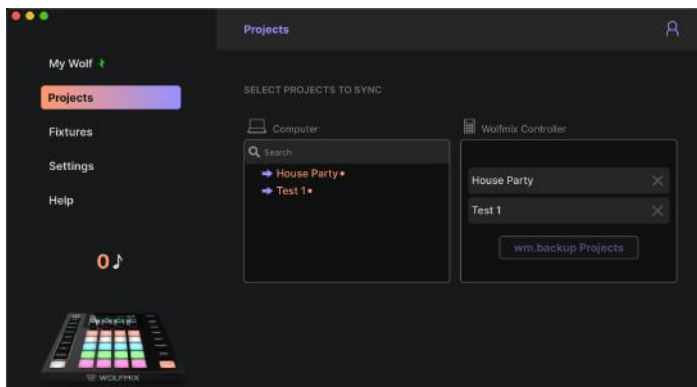 Projects
My Wolf
Projects
Fixtures
Settings
Help
0
SELECT PROJECTS TO SYNC
Computer
Search
House Party
Test 1
Wolfmix Controller
House Party
Test 1
wm.backup Projects
WOLFMIX